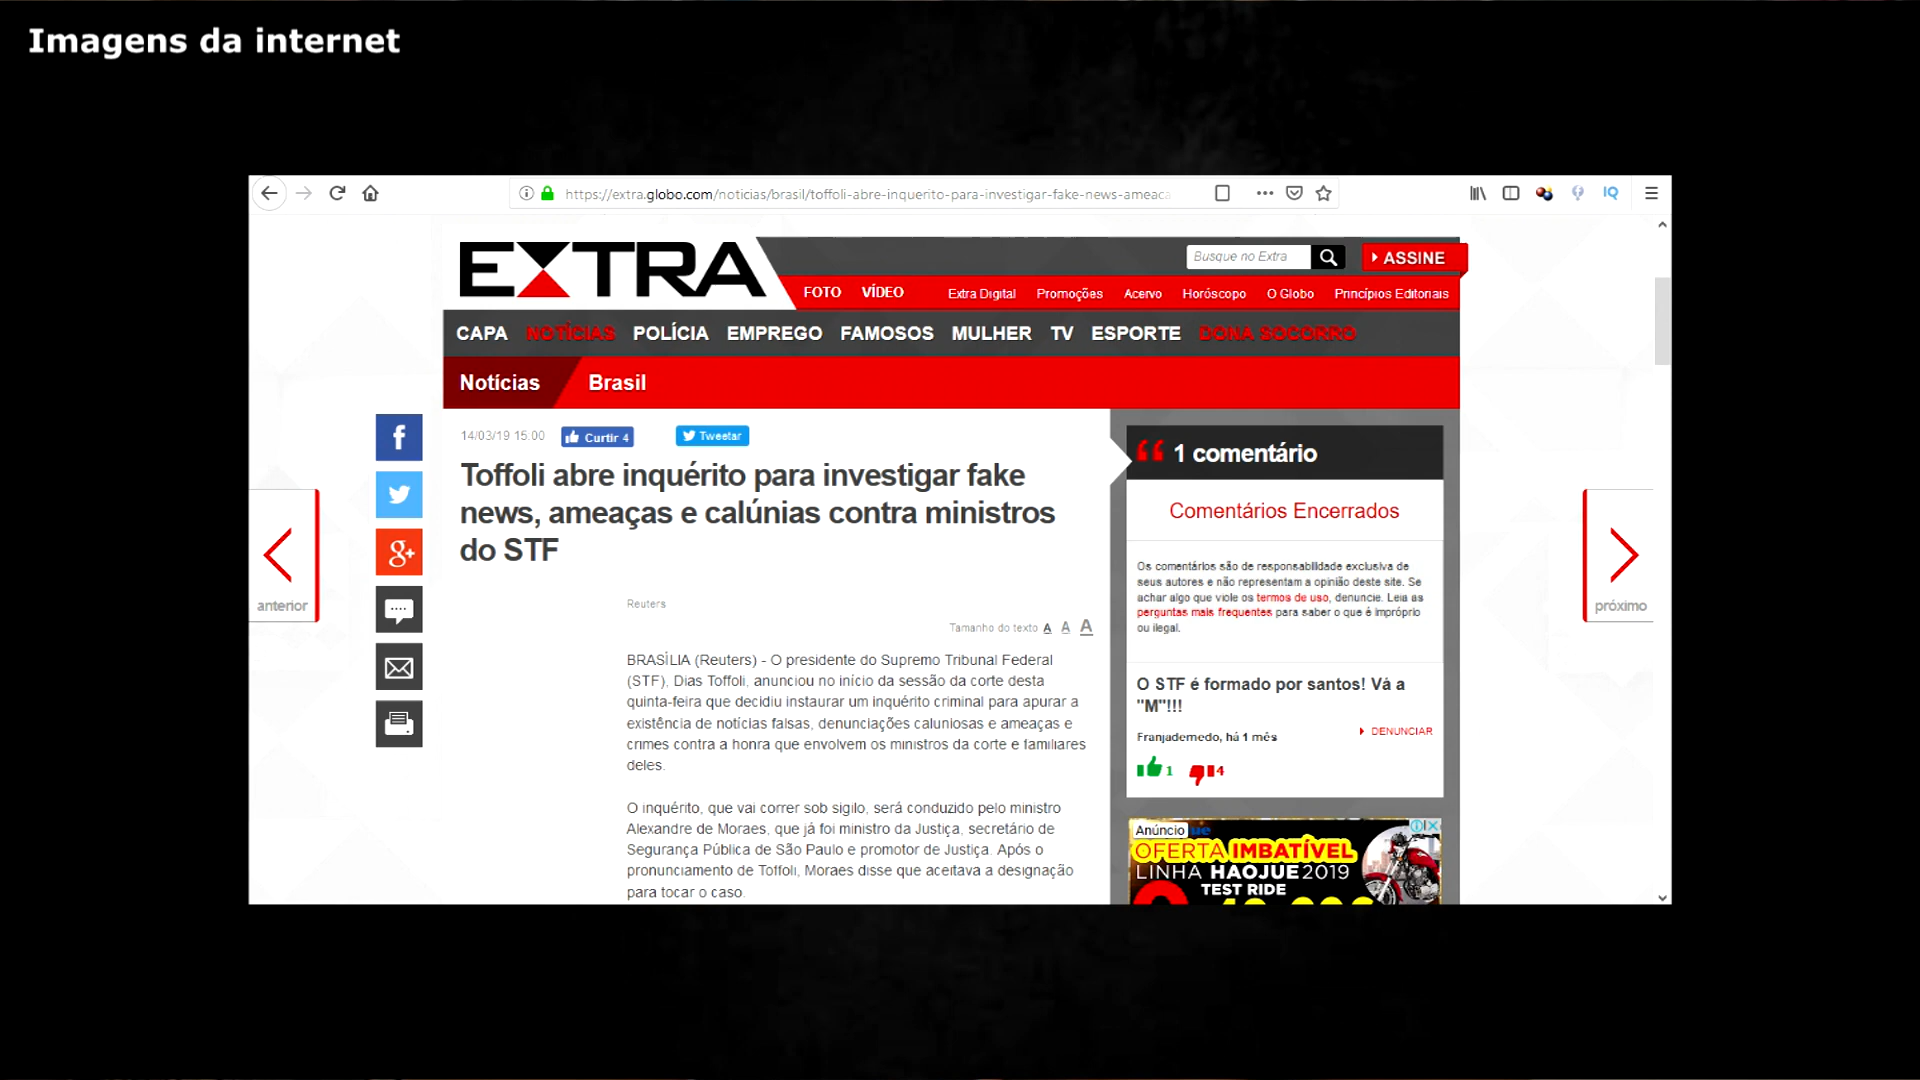 Imagens da internet
https://extra.globo.com/noticias/brasil/toffoli-abre-inquerito-para-investigar-fake-news-ameaca
IQ
EXTRA
Busque no Extra
ASSINE
FOTO VÍDEO Extra Digital Promoções Acervo Horóscopo O Globo Princípios Editoriais
CAPA NOTÍCIAS POLÍCIA EMPREGO FAMOSOS MULHER TV ESPORTE DONA SOCORRO
Notícias Brasil
14/03/19 15:00 Curtir 4 Tweetar
Toffoli abre inquérito para investigar fake
news, ameaças e calúnias contra ministros
do STF
Reuters
Tamanho do texto A A A
BRASÍLIA (Reuters) - O presidente do Supremo Tribunal Federal
(STF), Dias Toffoli, anunciou no início da sessão da corte desta
quinta-feira que decidiu instaurar um inquérito criminal para apurar a
existência de notícias falsas, denunciações caluniosas e ameaças e
crimes contra a honra que envolvem os ministros da corte e familiares
deles.
O inquérito, que vai correr sob sigilo, será conduzido pelo ministro
Alexandre de Moraes, que já foi ministro da Justiça, secretário de
Segurança Pública de São Paulo e promotor de Justiça. Após o
pronunciamento de Toffoli, Moraes disse que aceitava a designação
para tocar o caso.
anterior
próximo
1 comentário
Comentários Encerrados
Os comentários são de responsabilidade exclusiva de
seus autores e não representam a opinião deste site. Se
achar algo que viole os termos de uso, denuncie. Leia as
perguntas mais frequentes para saber o que é impróprio
ou ilegal.
O STF é formado por santos! Vá a
"M"!!!
Franjademedo, há 1 mês
DENUNCIAR
1 4
Anúncio
OFERTA IMBATÍVEL
LINHA HAOJUE 2019
TEST RIDE